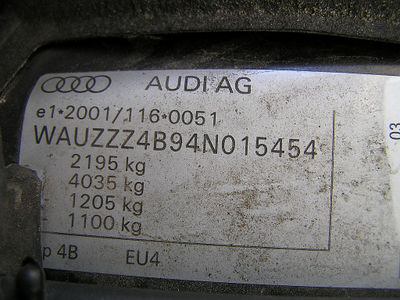 AUDI AG
e1*2001/116*0051
WAUZZZ4B94N015454
2195 kg
4035 kg
1205 kg
1100 kg
p 4B EU4
03